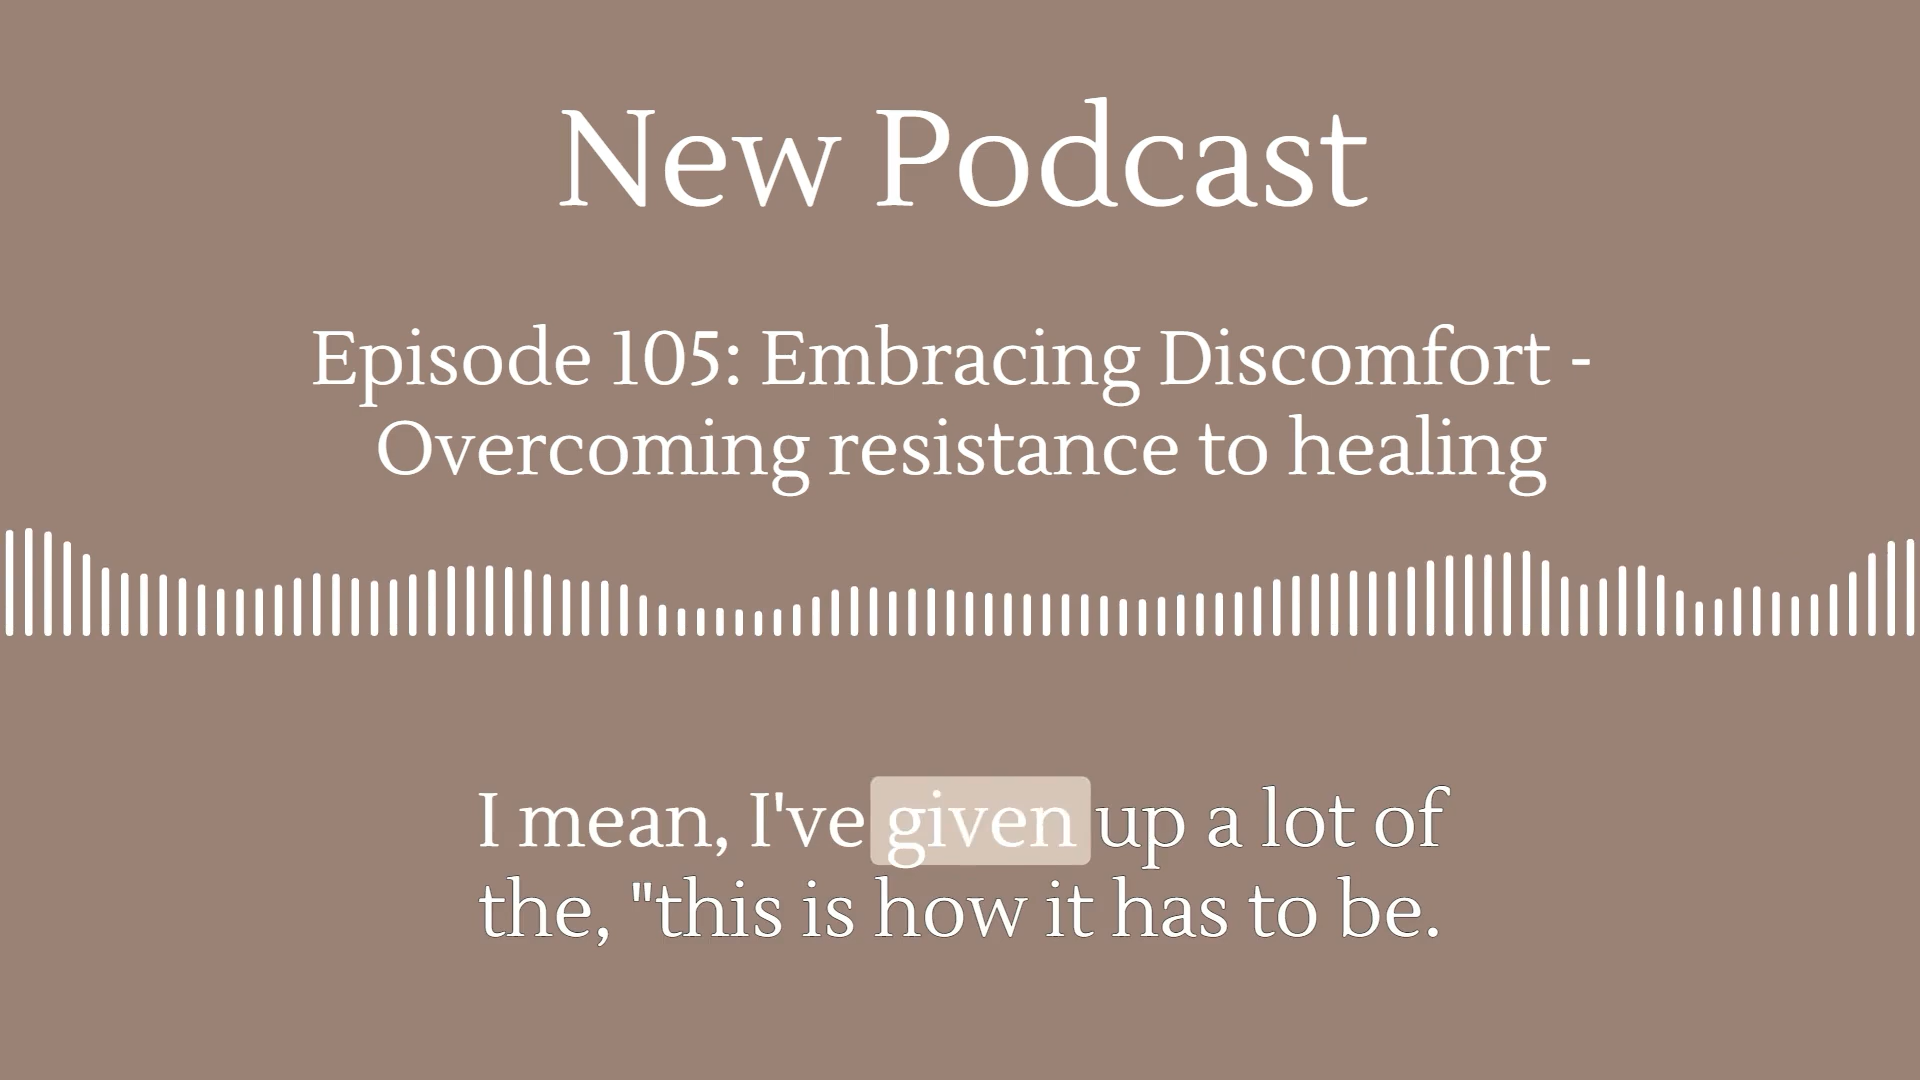 New Podcast
Episode 105: Embracing Discomfort -
Overcoming resistance to healing
I mean, I've given up a lot of
the, "this is how it has to be.